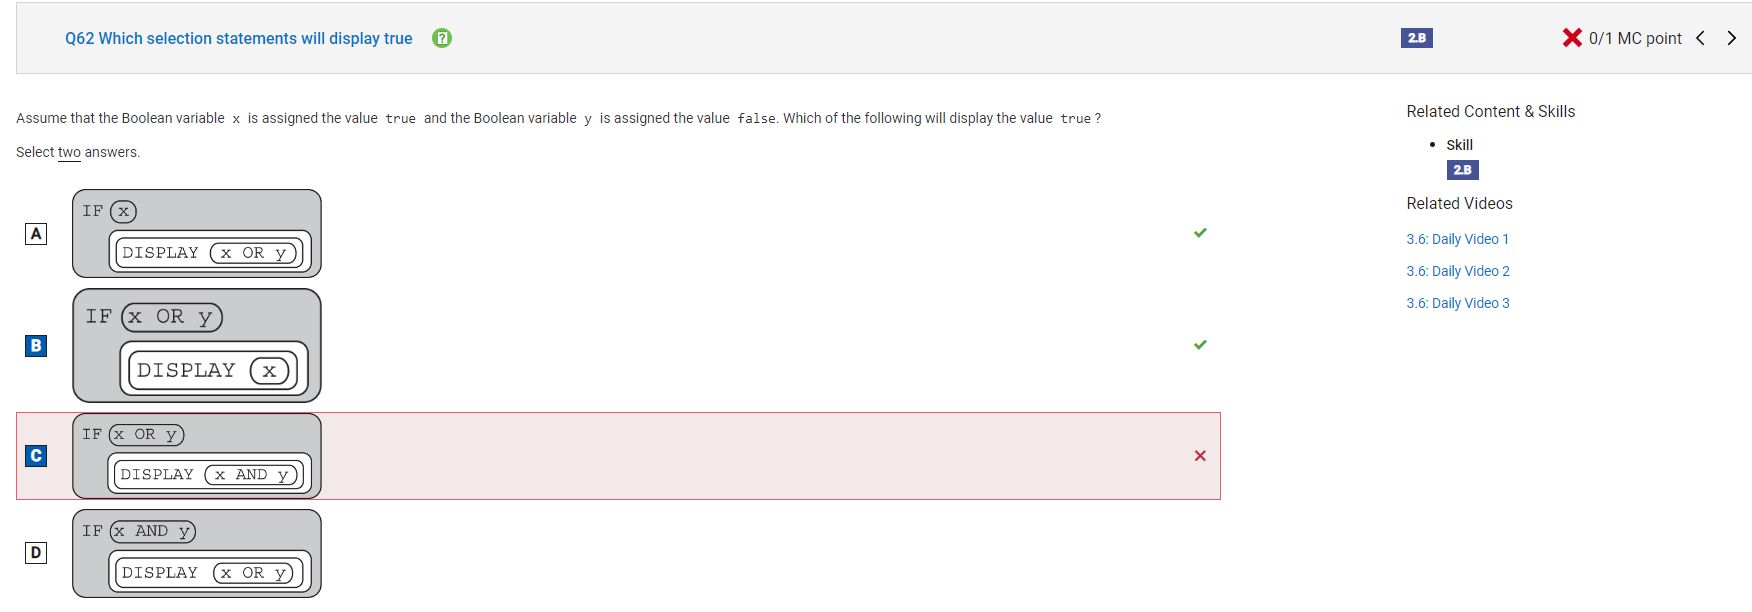 Q62 Which selection statements will display true
2.B
0/1 MC point
Assume that the Boolean variable x is assigned the value true and the Boolean variable y is assigned the value false. Which of the following will display the value true ?
Select two answers.
A
IF x
DISPLAY x OR y
B
IF x OR y
DISPLAY x
C
IF x OR y
DISPLAY x AND y
D
IF x AND y
DISPLAY x OR y
Related Content & Skills
• Skill
2.B
Related Videos
3.6: Daily Video 1
3.6: Daily Video 2
3.6: Daily Video 3